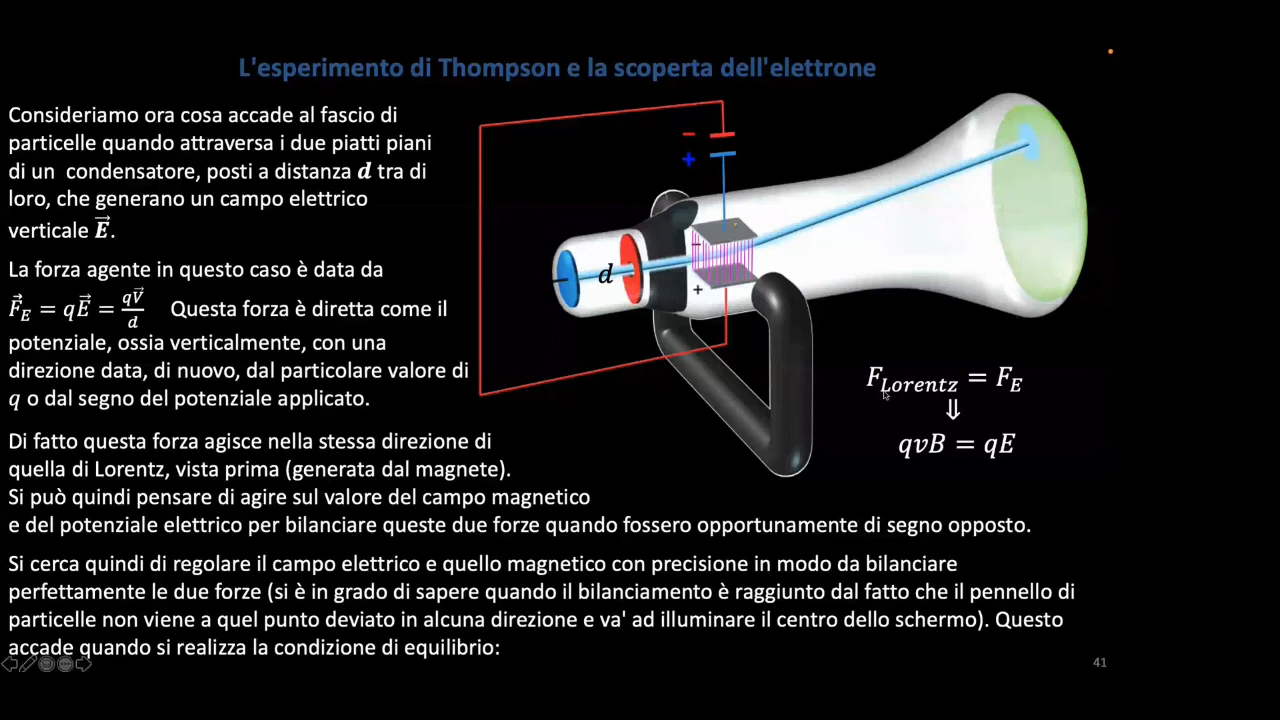 L'esperimento di Thompson e la scoperta dell'elettrone
Consideriamo ora cosa accade al fascio di
particelle quando attraversa i due piatti piani
di un condensatore, posti a distanza d tra di
loro, che generano un campo elettrico
verticale E⃗.
La forza agente in questo caso è data da
F⃗_E = qE⃗ = qV⃗/d Questa forza è diretta come il
potenziale, ossia verticalmente, con una
direzione data, di nuovo, dal particolare valore di
q o dal segno del potenziale applicato.
Di fatto questa forza agisce nella stessa direzione di
quella di Lorentz, vista prima (generata dal magnete).
Si può quindi pensare di agire sul valore del campo magnetico
e del potenziale elettrico per bilanciare queste due forze quando fossero opportunamente di segno opposto.
Si cerca quindi di regolare il campo elettrico e quello magnetico con precisione in modo da bilanciare
perfettamente le due forze (si è in grado di sapere quando il bilanciamento è raggiunto dal fatto che il pennello di
particelle non viene a quel punto deviato in alcuna direzione e va' ad illuminare il centro dello schermo). Questo
accade quando si realizza la condizione di equilibrio:
−
+
−
d
+
F_Lorentz = F_E
⇓
qvB = qE
41